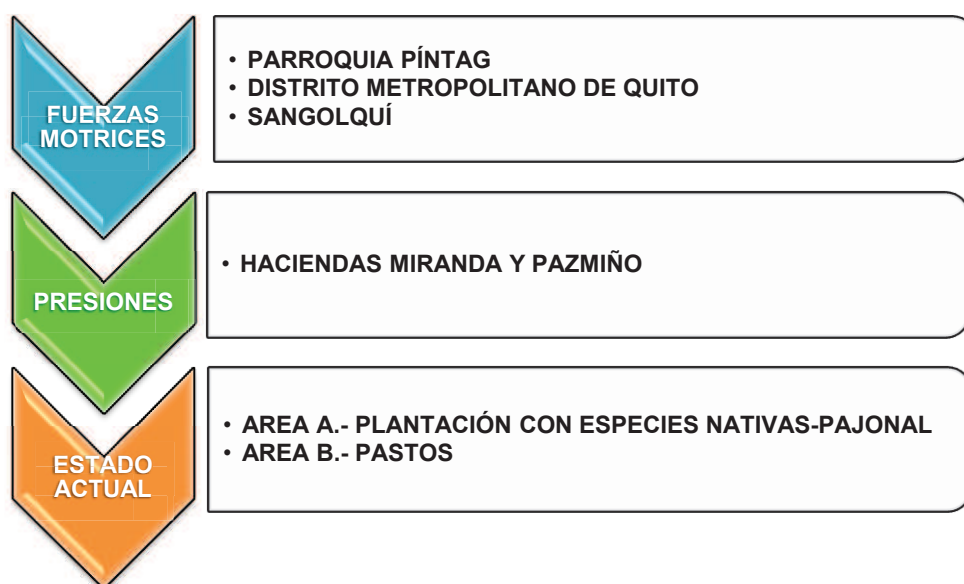 FUERZAS
MOTRICES
• PARROQUIA PÍNTAG
• DISTRITO METROPOLITANO DE QUITO
• SANGOLQUÍ
PRESIONES
• HACIENDAS MIRANDA Y PAZMIÑO
ESTADO
ACTUAL
• AREA A.- PLANTACIÓN CON ESPECIES NATIVAS-PAJONAL
• AREA B.- PASTOS